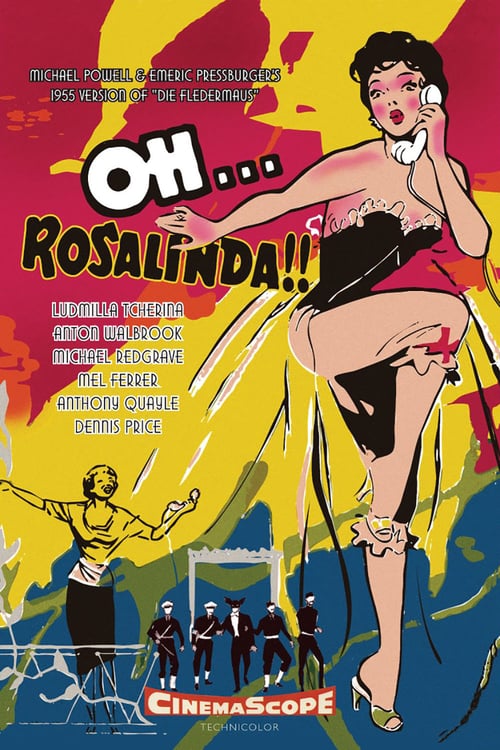 MICHAEL POWELL & EMERIC PRESSBURGER'S
1955 VERSION OF "DIE FLEDERMAUS"
OH...
ROSALINDA!!
LUDMILLA TCHERINA
ANTON WALBROOK
MICHAEL REDGRAVE
MEL FERRER
ANTHONY QUAYLE
DENNIS PRICE
CINEMASCOPE
TECHNICOLOR